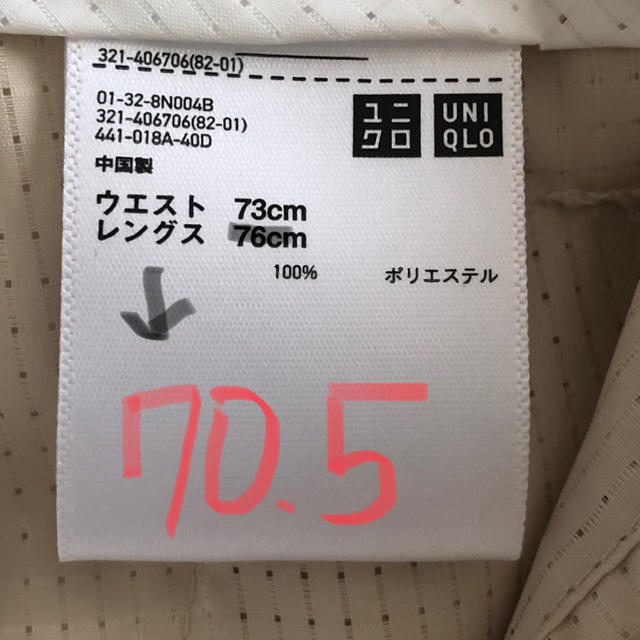 321-406706(82-01)
01-32-8N004B
321-406706(82-01)
441-018A-40D
中国製
ユニ
クロ
UNI
QLO
ウエスト 73cm
レングス 76cm
100% ポリエステル
70.5